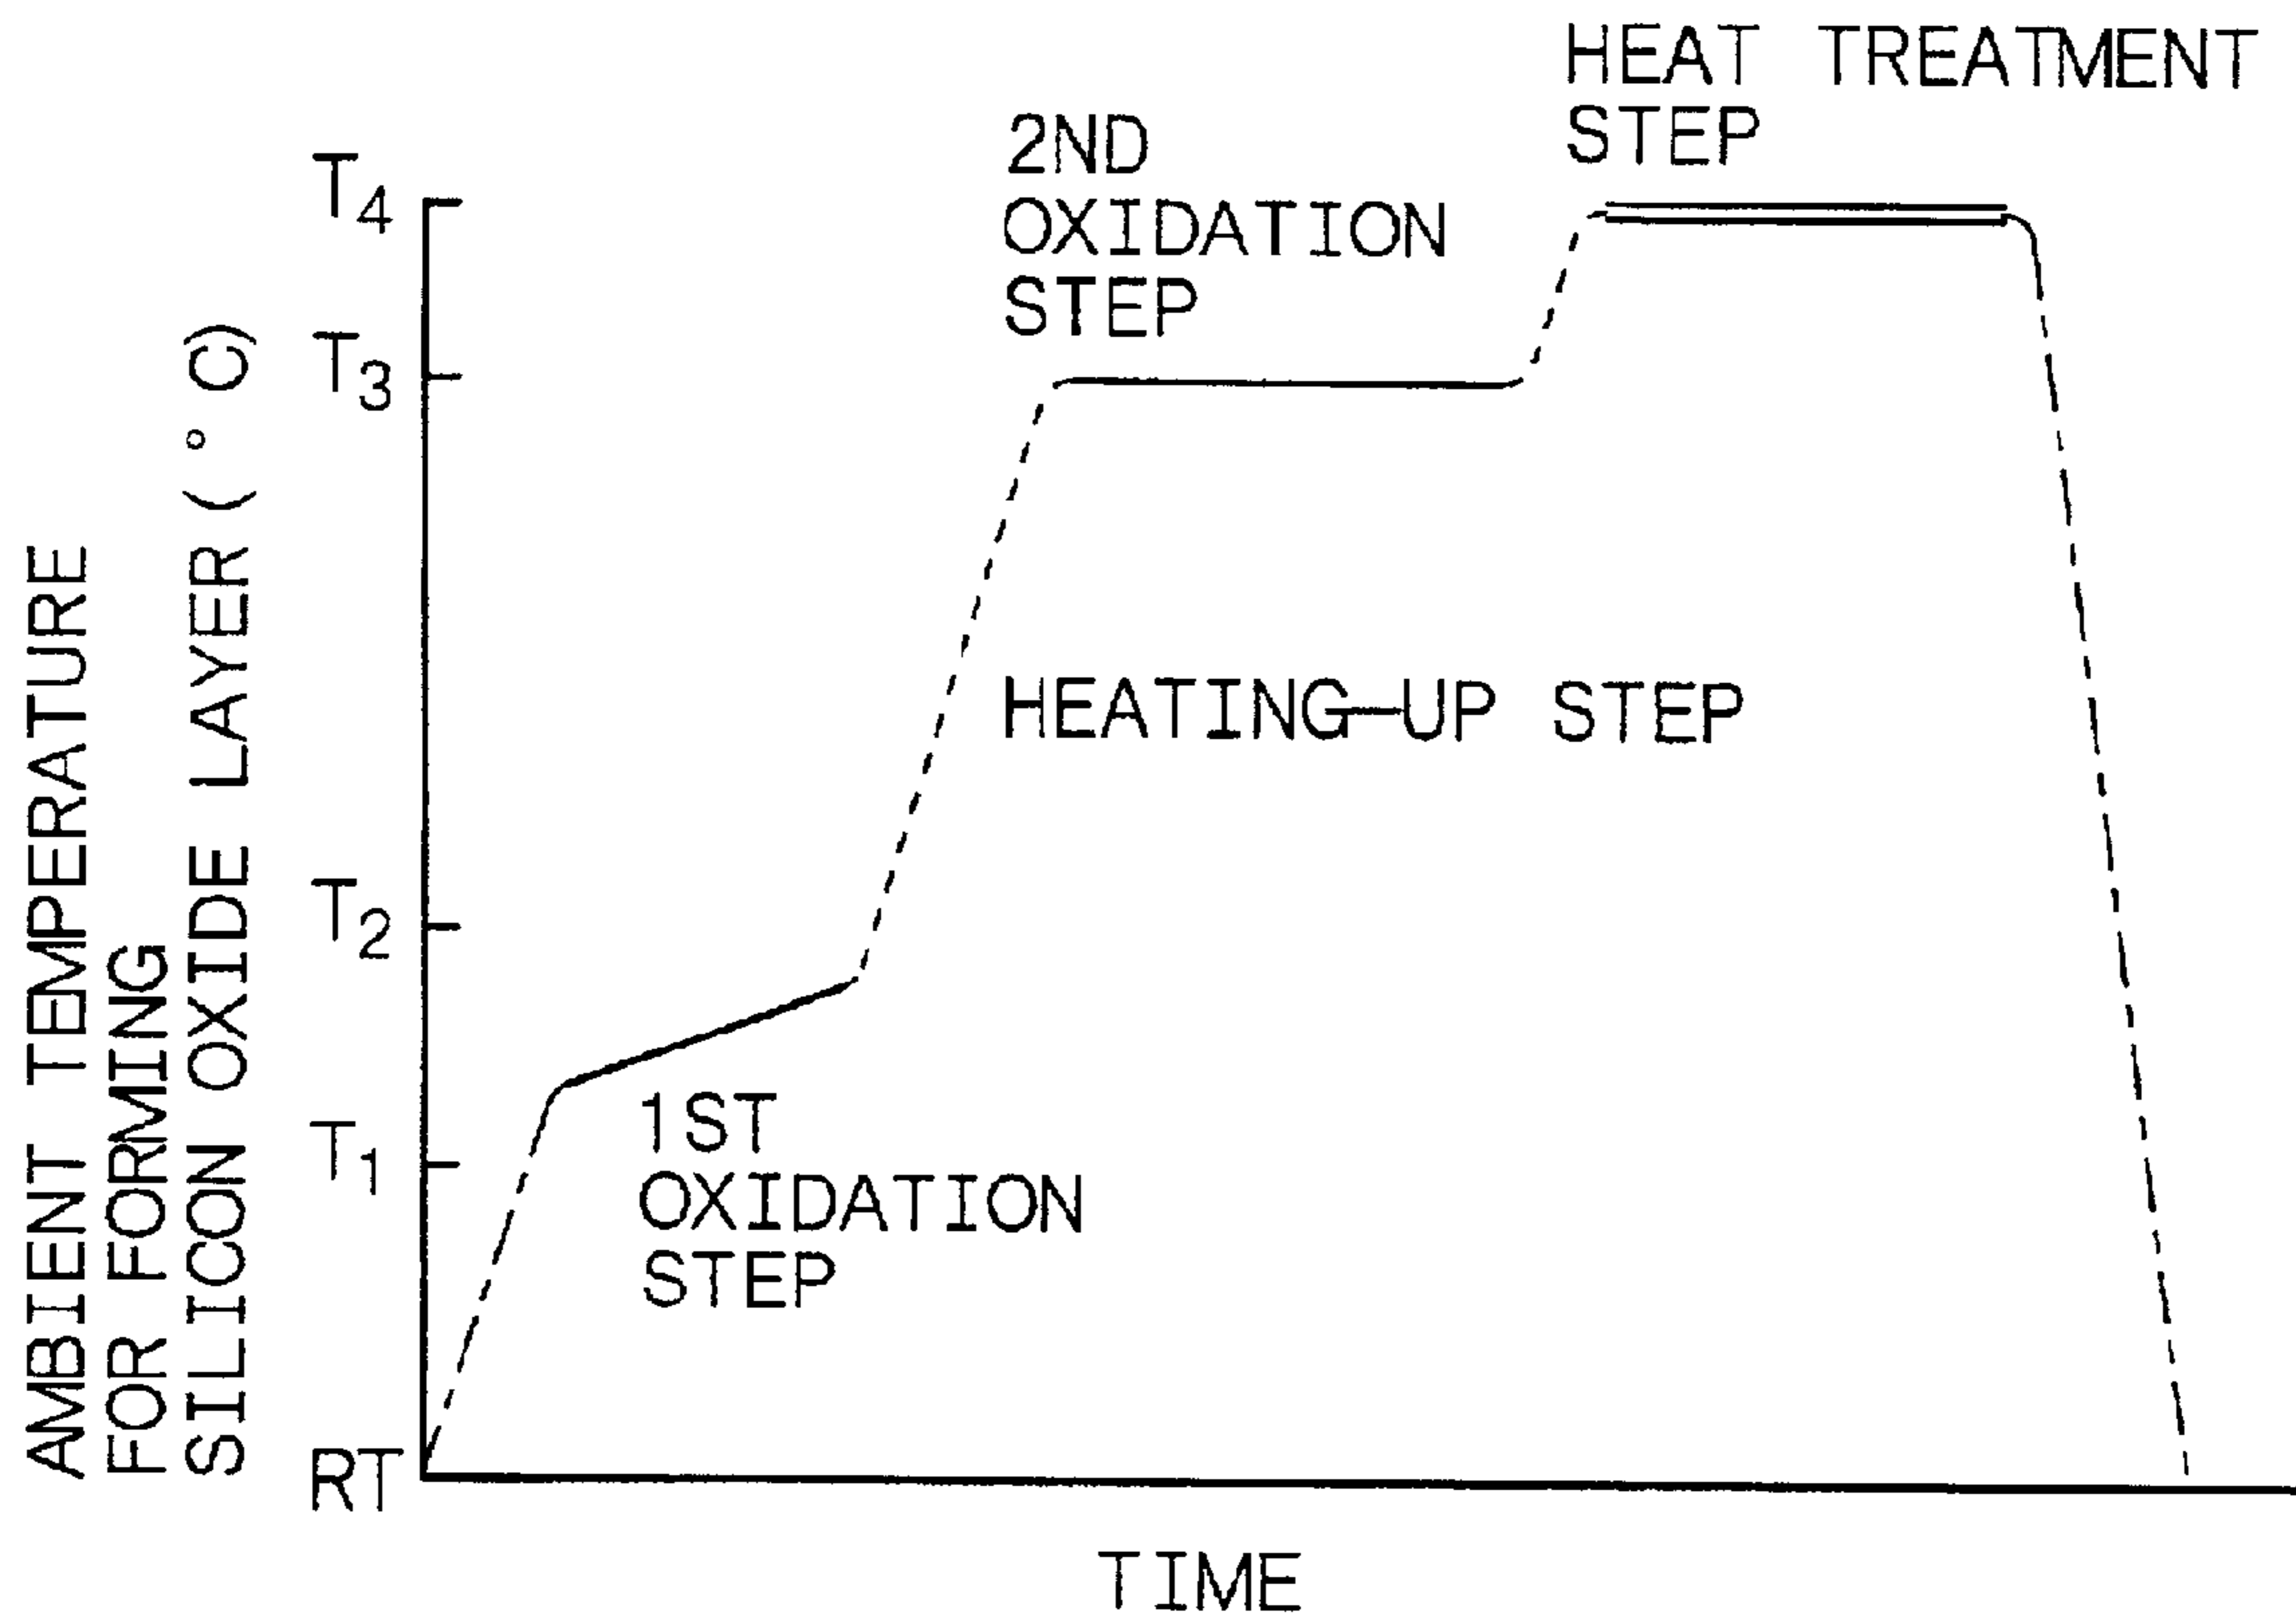 HEAT TREATMENT
STEP
2ND
OXIDATION
STEP
T4
T3
HEATING-UP STEP
T2
1ST
OXIDATION
STEP
T1
RT
AMBIENT TEMPERATURE
FOR FORMING
SILICON OXIDE LAYER (°C)
TIME